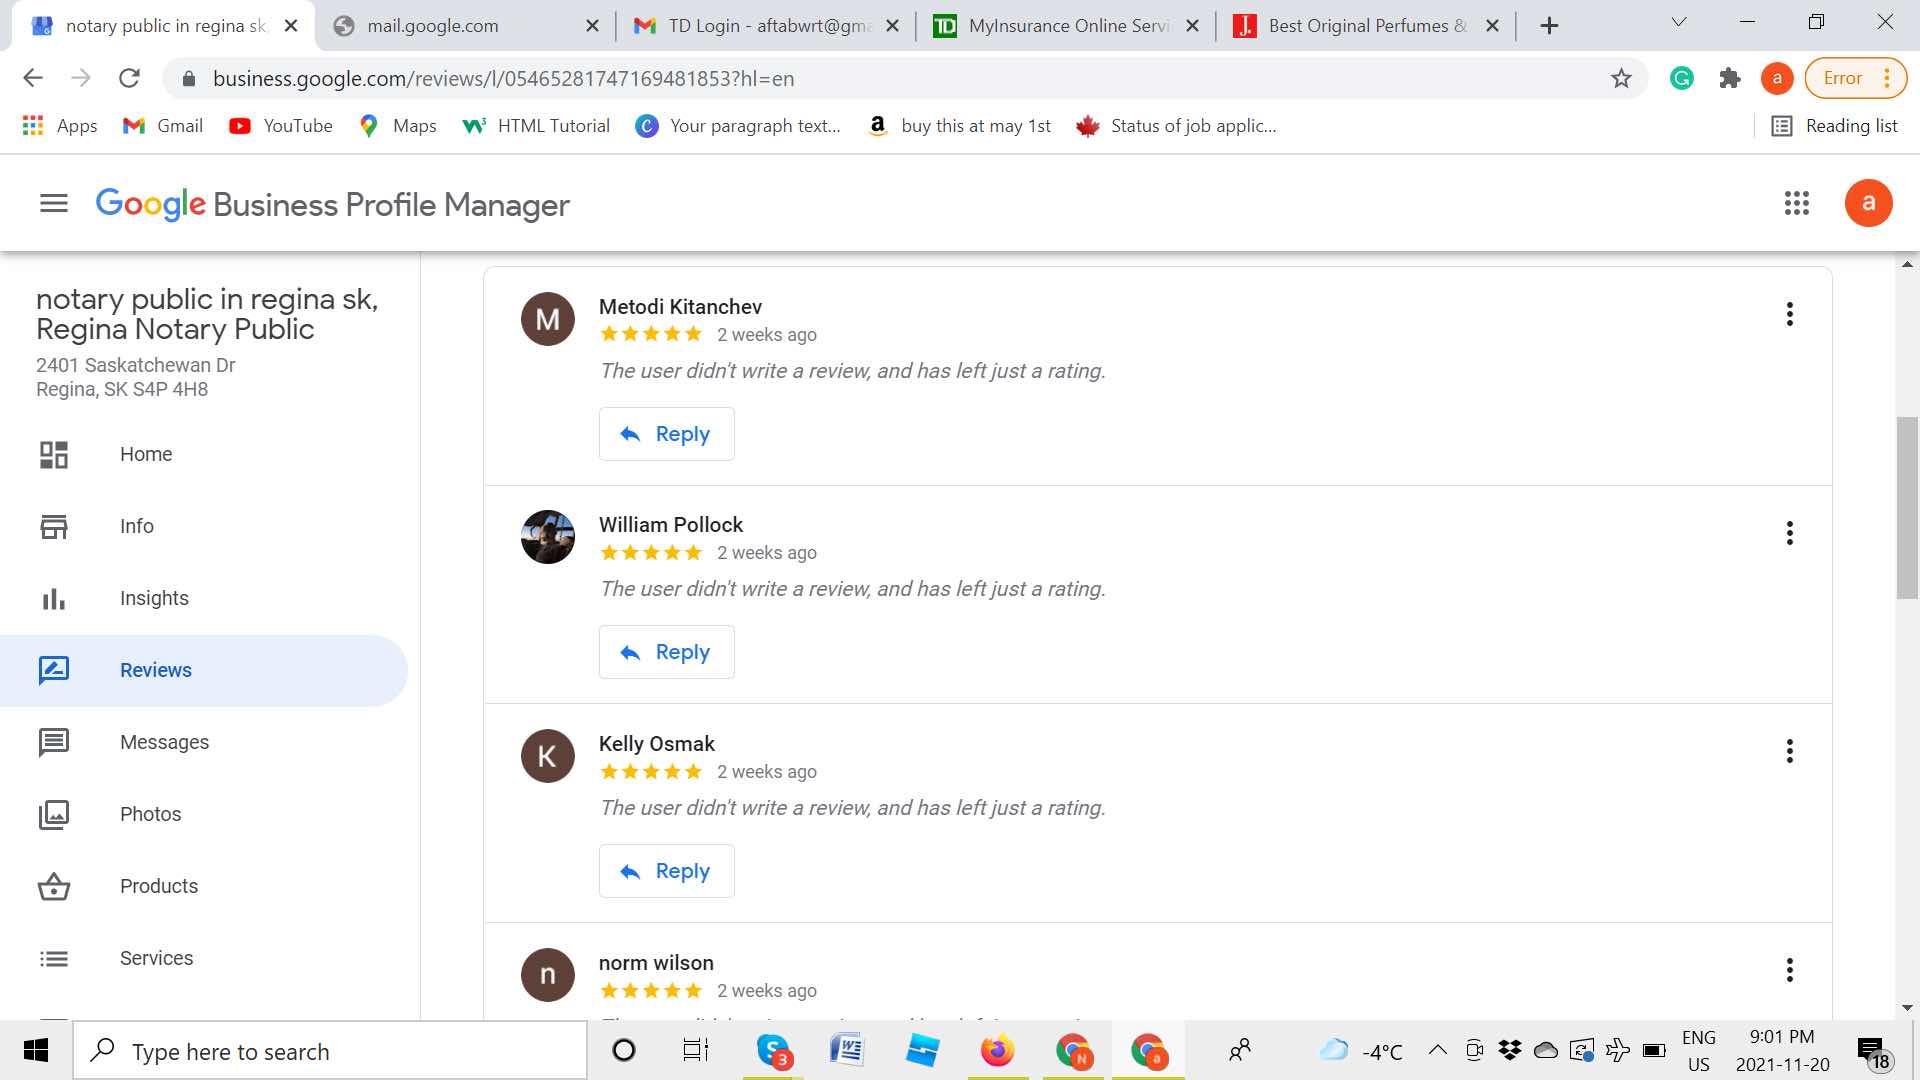 notary public in regina sk,
mail.google.com
TD Login - aftabwrt@gma
MyInsurance Online Servi
Best Original Perfumes &
business.google.com/reviews/l/05465281747169481853?hl=en
a
Error
Apps
Gmail
YouTube
Maps
HTML Tutorial
Your paragraph text...
buy this at may 1st
Status of job applic...
Reading list
Google Business Profile Manager
a
notary public in regina sk,
Regina Notary Public
2401 Saskatchewan Dr
Regina, SK S4P 4H8
Home
Info
Insights
Reviews
Messages
Photos
Products
Services
M
Metodi Kitanchev
2 weeks ago
The user didn't write a review, and has left just a rating.
Reply
William Pollock
2 weeks ago
The user didn't write a review, and has left just a rating.
Reply
K
Kelly Osmak
2 weeks ago
The user didn't write a review, and has left just a rating.
Reply
n
norm wilson
2 weeks ago
Type here to search
3
N
a
-4°C
ENG
US
9:01 PM
2021-11-20
18